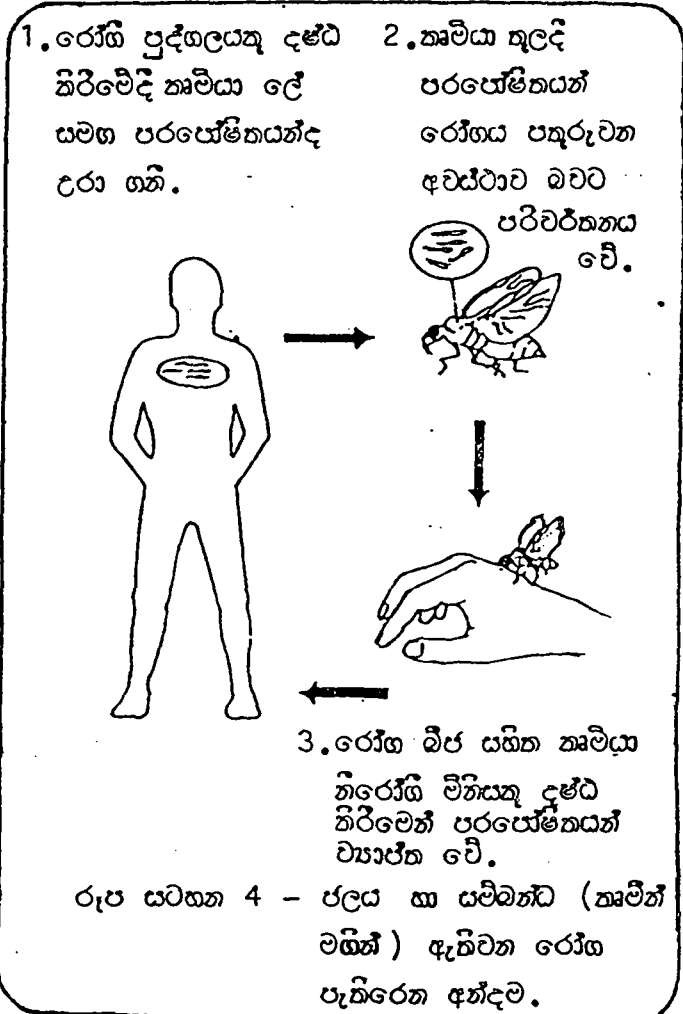 1. රෝගී පුද්ගලයකු දෂ්ඨ
කිරීමේදී කෘමියා ලේ
සමග පරපෝෂිතයන්ද
උරා ගනී.
2. කෘමියා තුලදී
පරපෝෂිතයන්
රෝගය පතුරුවන
අවස්ථාව බවට
පරිවර්තනය
වේ.
3. රෝග බීජ සහිත කෘමියා
නිරෝගී මිනිසකු දෂ්ඨ
කිරීමෙන් පරපෝෂිතයන්
ව්‍යාප්ත වේ.
රූප සටහන 4 - ජලය හා සම්බන්ධ (කෘමීන්
මගින්) ඇතිවන රෝග
පැතිරෙන අන්දම.